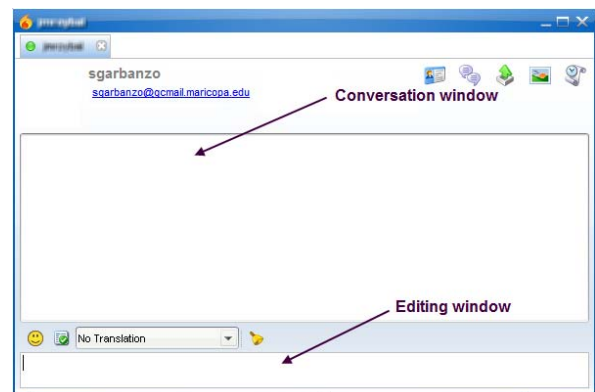 sgarbanzo
sgarbanzo@gcmail.maricopa.edu
Conversation window
Editing window
No Translation